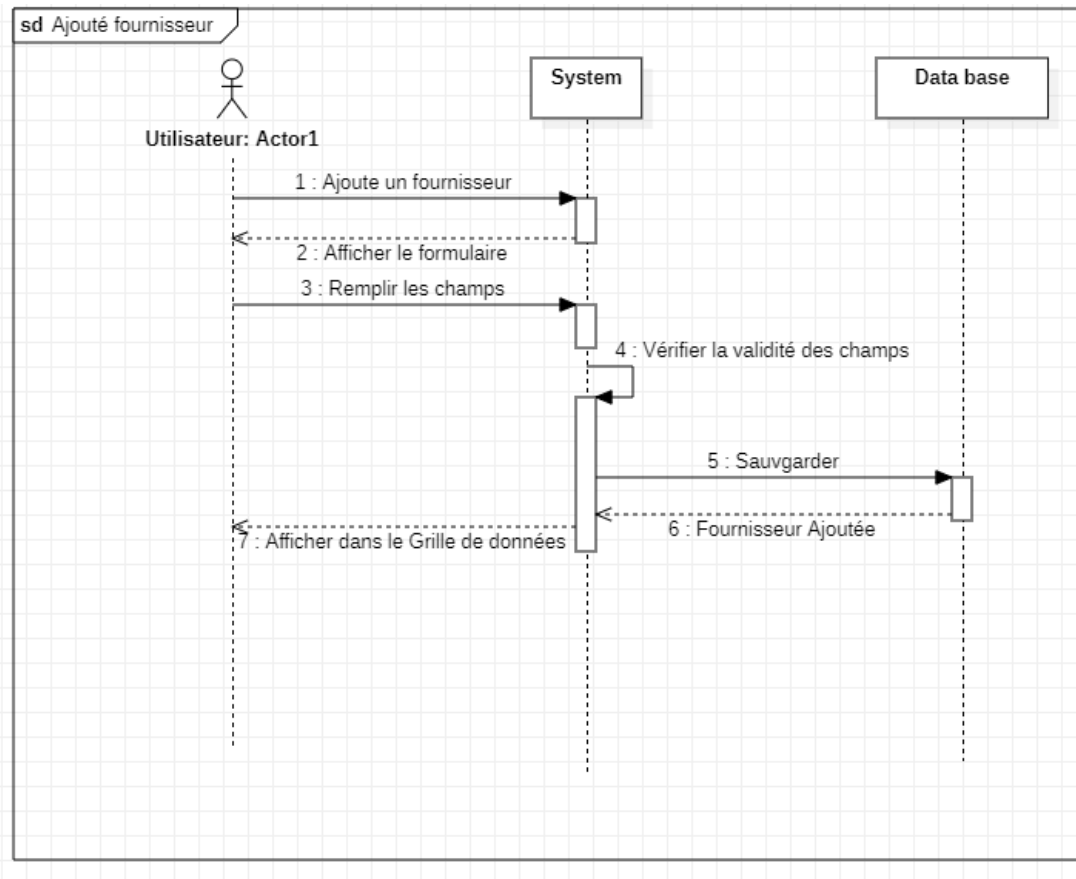 sd Ajouté fournisseur
System
Data base
Utilisateur: Actor1
1 : Ajoute un fournisseur
2 : Afficher le formulaire
3 : Remplir les champs
4 : Vérifier la validité des champs
5 : Sauvgarder
6 : Fournisseur Ajoutée
7 : Afficher dans le Grille de données